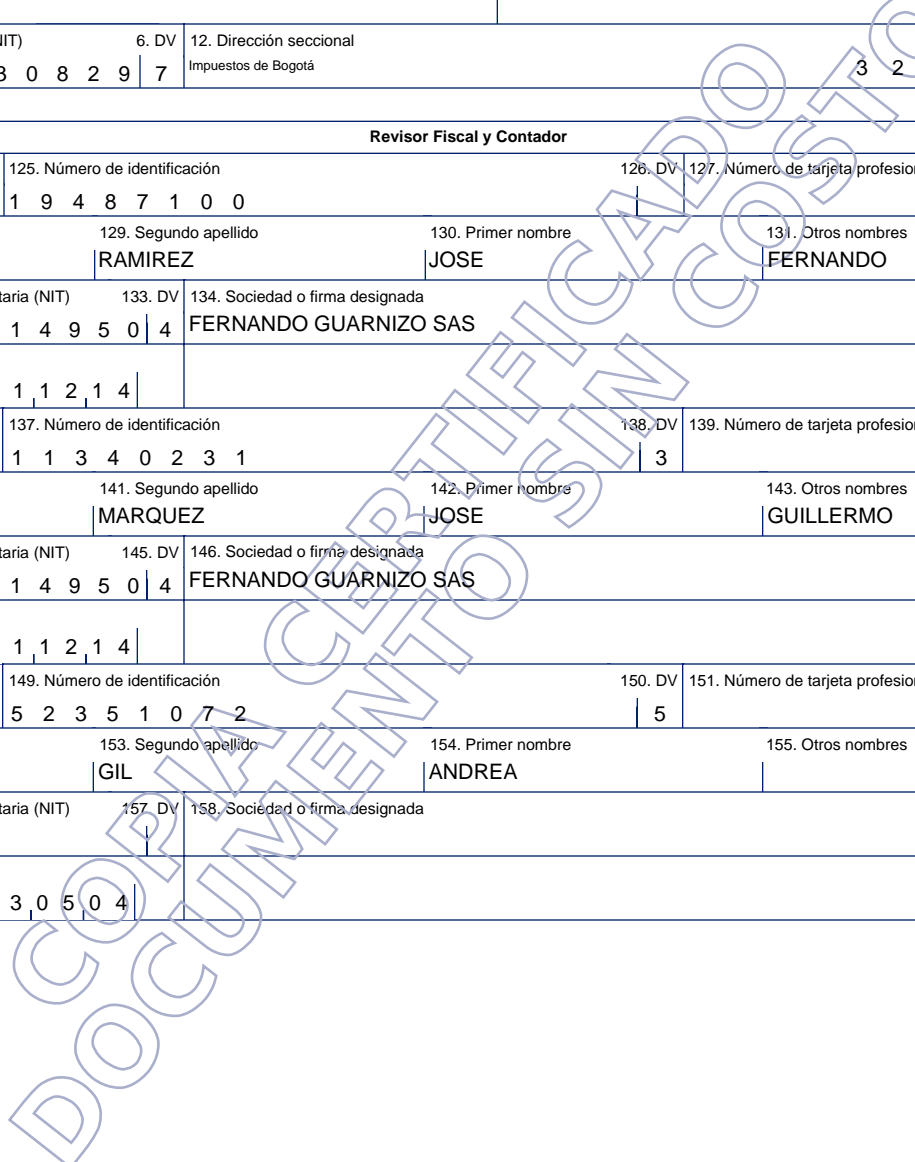 IIT) 6. DV 12. Dirección seccional
3 0 8 2 9 7 Impuestos de Bogotá 3 2
Revisor Fiscal y Contador
125. Número de identificación 126. DV 127. Número de tarjeta profesion
1 9 4 8 7 1 0 0
129. Segundo apellido 130. Primer nombre 131. Otros nombres
RAMIREZ JOSE FERNANDO
taria (NIT) 133. DV 134. Sociedad o firma designada
1 4 9 5 0 4 FERNANDO GUARNIZO SAS
1 1 2 1 4
137. Número de identificación 138. DV 139. Número de tarjeta profesion
1 1 3 4 0 2 3 1 3
141. Segundo apellido 142. Primer nombre 143. Otros nombres
MARQUEZ JOSE GUILLERMO
taria (NIT) 145. DV 146. Sociedad o firma designada
1 4 9 5 0 4 FERNANDO GUARNIZO SAS
1 1 2 1 4
149. Número de identificación 150. DV 151. Número de tarjeta profesion
5 2 3 5 1 0 7 2 5
153. Segundo apellido 154. Primer nombre 155. Otros nombres
GIL ANDREA
taria (NIT) 157. DV 158. Sociedad o firma designada
3 0 5 0 4
COPIA CERTIFICADO
DOCUMENTO SIN COSTO